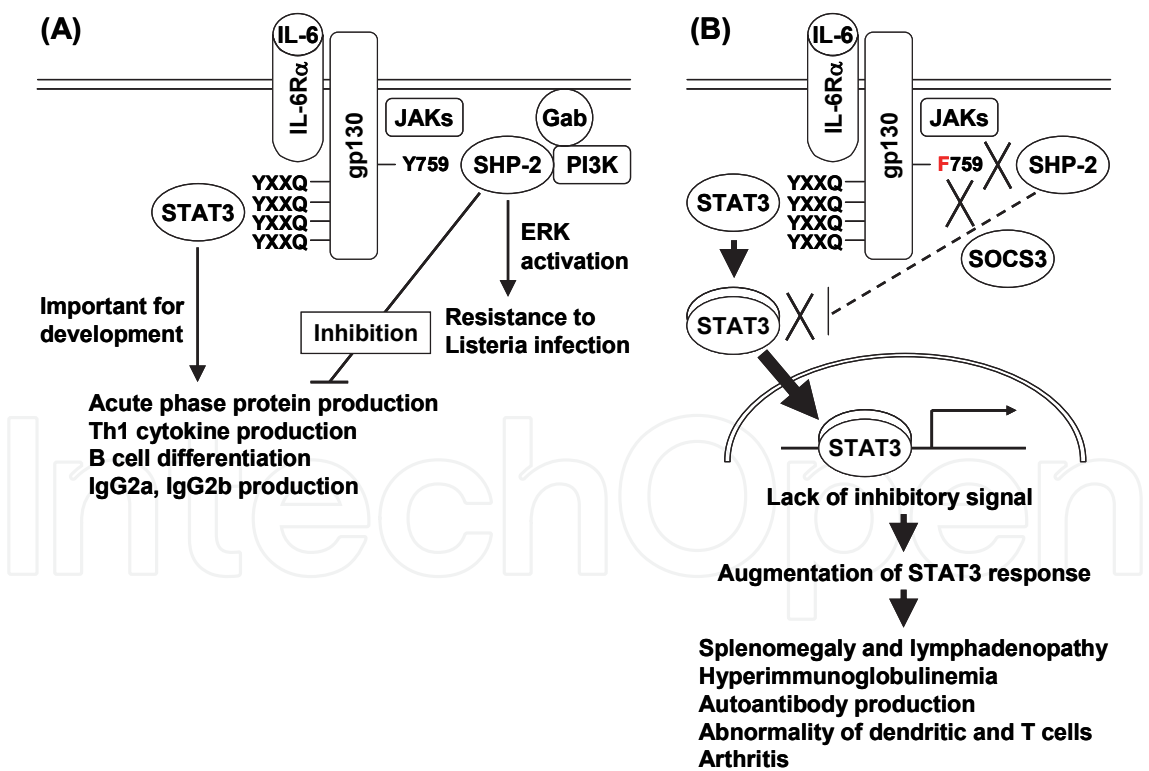 (A)
IL-6
IL-6Rα
gp130
JAKs
Gab
Y759
SHP-2
PI3K
YXXQ
YXXQ
YXXQ
YXXQ
STAT3
ERK
activation
Important for
development
Inhibition
Resistance to
Listeria infection
Acute phase protein production
Th1 cytokine production
B cell differentiation
IgG2a, IgG2b production
(B)
IL-6
IL-6Rα
gp130
JAKs
F759
SHP-2
STAT3
YXXQ
YXXQ
YXXQ
YXXQ
SOCS3
STAT3
STAT3
Lack of inhibitory signal
Augmentation of STAT3 response
Splenomegaly and lymphadenopathy
Hyperimmunoglobulinemia
Autoantibody production
Abnormality of dendritic and T cells
Arthritis
IntechOpen